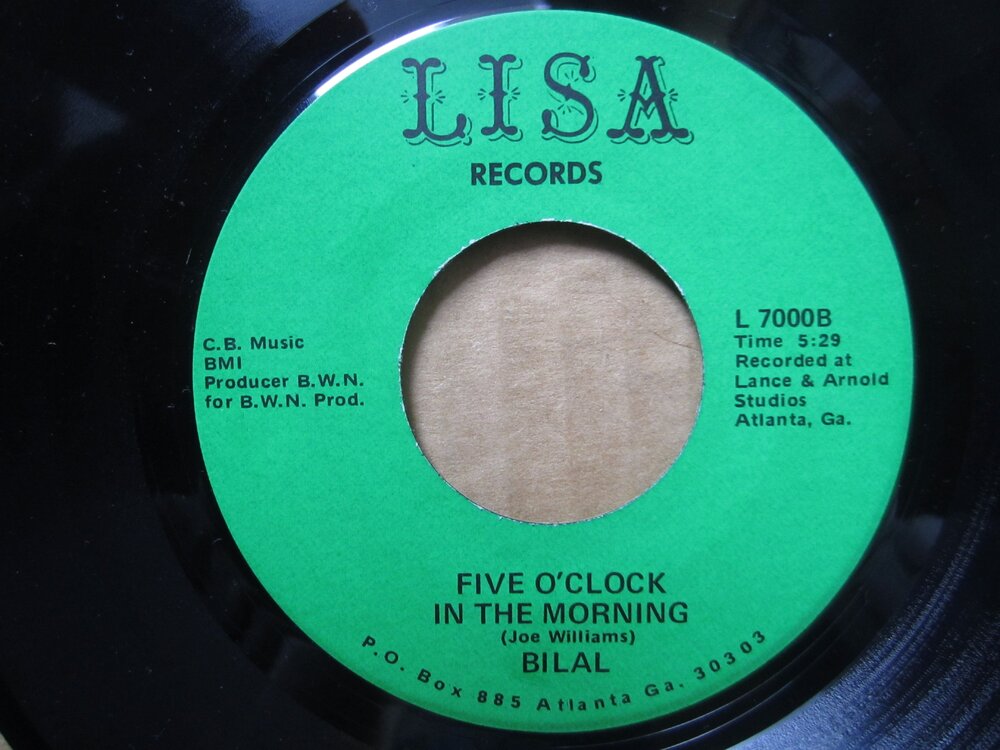 LISA
RECORDS
C.B. Music
BMI
Producer B.W.N.
for B.W.N. Prod.
L 7000B
Time 5:29
Recorded at
Lance & Arnold
Studios
Atlanta, Ga.
FIVE O'CLOCK
IN THE MORNING
(Joe Williams)
BILAL
P.O. Box 885 Atlanta Ga. 30303